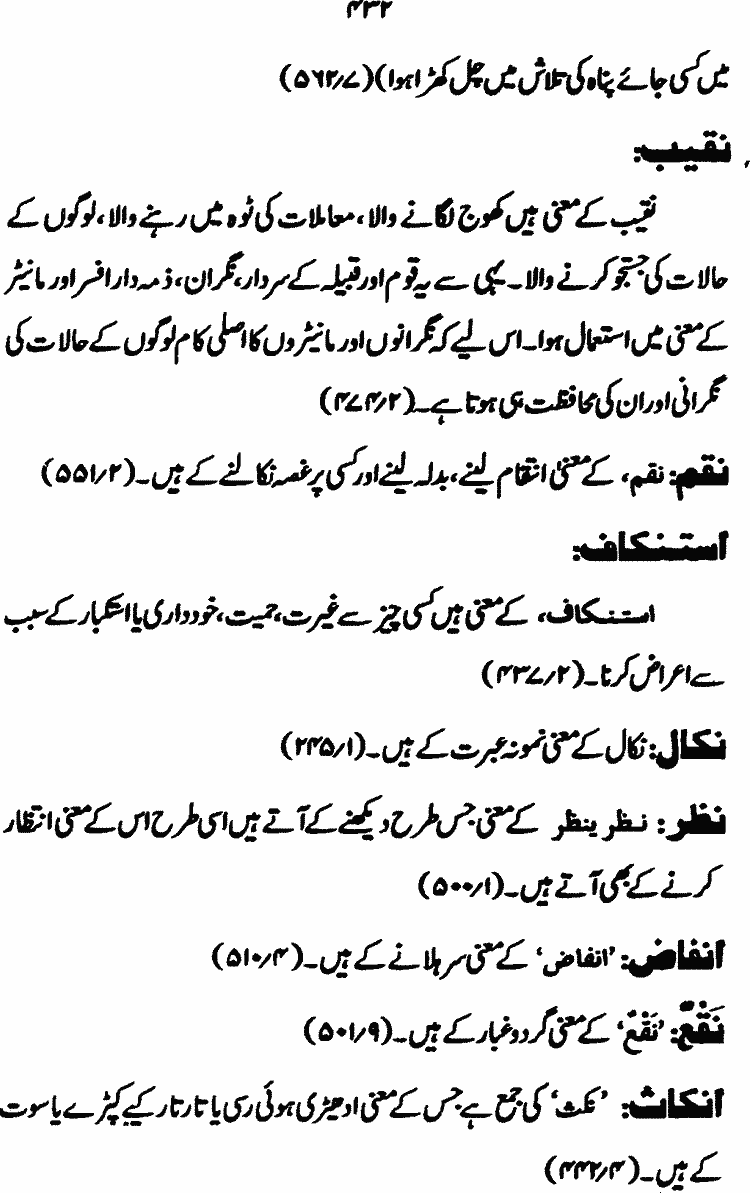 ۴۳۲
میں کسی جائے پناہ کی تلاش میں چل کھڑا ہوا)(۵۶۲/۷)
نقیب:
نقیب کے معنی ہیں کھوج لگانے والا، معاملات کی ٹوہ میں رہنے والا، لوگوں کے
حالات کی جستجو کرنے والا۔ یہی سے یہ قوم اور قبیلہ کے سردار، نگران، ذمہ دار افسر اور مانیٹر
کے معنی میں استعمال ہوا۔ اس لیے کہ نگرانوں اور مانیٹروں کا اصلی کام لوگوں کے حالات کی
نگرانی اور ان کی محافظت ہی ہوتا ہے۔(۴۷۴/۲)
نقم: نقم، کے معنیٰ انتقام لینے، بدلہ لینے اور کسی پر غصہ نکالنے کے ہیں۔(۵۵۱/۲)
استنکاف:
استنکاف، کے معنی ہیں کسی چیز سے غیرت، حمیت، خودداری یا استکبار کے سبب
سے اعراض کرنا۔(۴۳۷/۲)
نکال: نکال کے معنی نمونہ عبرت کے ہیں۔(۲۴۵/۱)
نظر: نظر ینظر کے معنی جس طرح دیکھنے کے آتے ہیں اسی طرح اس کے معنی انتظار
کرنے کے بھی آتے ہیں۔(۵۰۰/۱)
انفاض: 'انفاض' کے معنی سر ہلانے کے ہیں۔(۵۱۰/۴)
نَقْعٌ: 'نَقْعٌ' کے معنی گرد و غبار کے ہیں۔(۵۰۱/۹)
انکاث: 'نکث' کی جمع ہے جس کے معنی ادھیڑی ہوئی رسی یا تار تار کیے کپڑے یا سوت
کے ہیں۔(۴۴۲/۴)